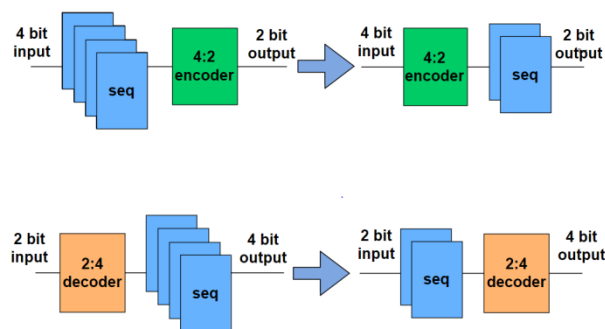 4 bit
input
seq
4:2
encoder
2 bit
output
4 bit
input
4:2
encoder
seq
2 bit
output
2 bit
input
2:4
decoder
seq
4 bit
output
2 bit
input
seq
2:4
decoder
4 bit
output